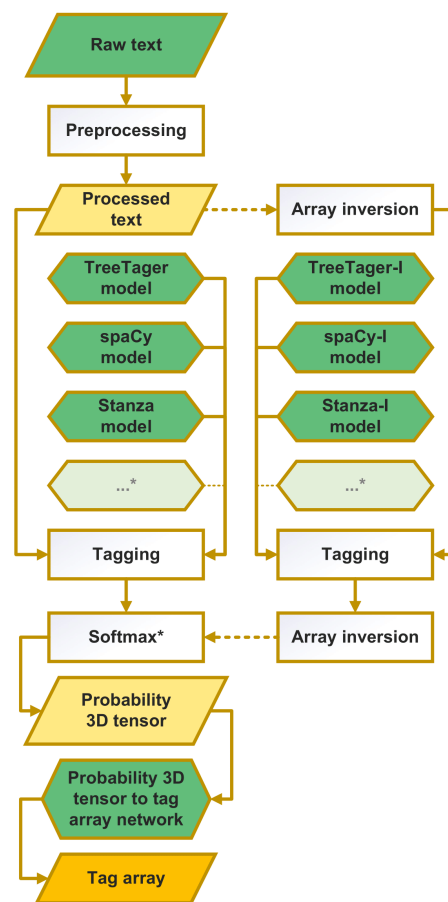 Raw text
Preprocessing
Processed
text
Array inversion
TreeTager
model
TreeTager-I
model
spaCy
model
spaCy-I
model
Stanza
model
Stanza-I
model
...*
...*
Tagging
Tagging
Softmax*
Array inversion
Probability
3D tensor
Probability 3D
tensor to tag
array network
Tag array